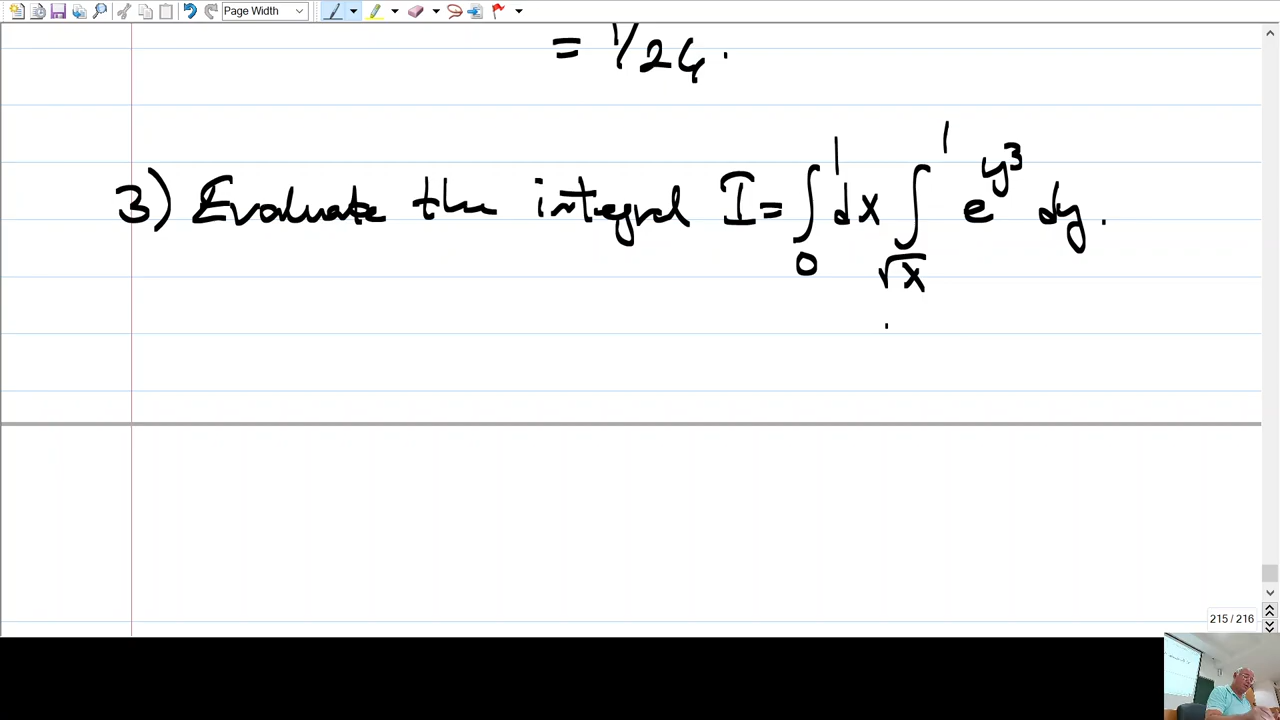 Page Width
= 1/24.
3) Evaluate the integral I = ∫₀¹ dx ∫_{√x}^{1} e^{y³} dy.
215 / 216